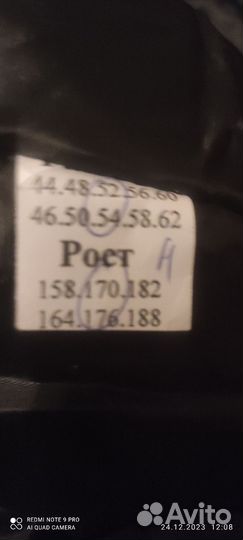 44.48.52.56.60
46.50.54.58.62
Рост
158.170.182
164.176.188
REDMI NOTE 9 PRO
AI QUAD CAMERA
24.12.2023 12:08
Avito